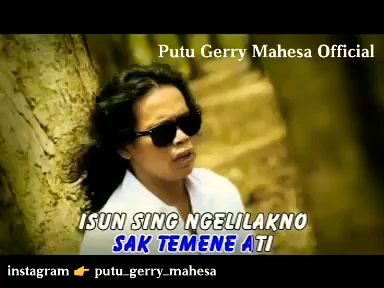 Putu Gerry Mahesa Official
ISUN SING NGELILAKNO
SAK TEMENE ATI
instagram 👉 putu_gerry_mahesa